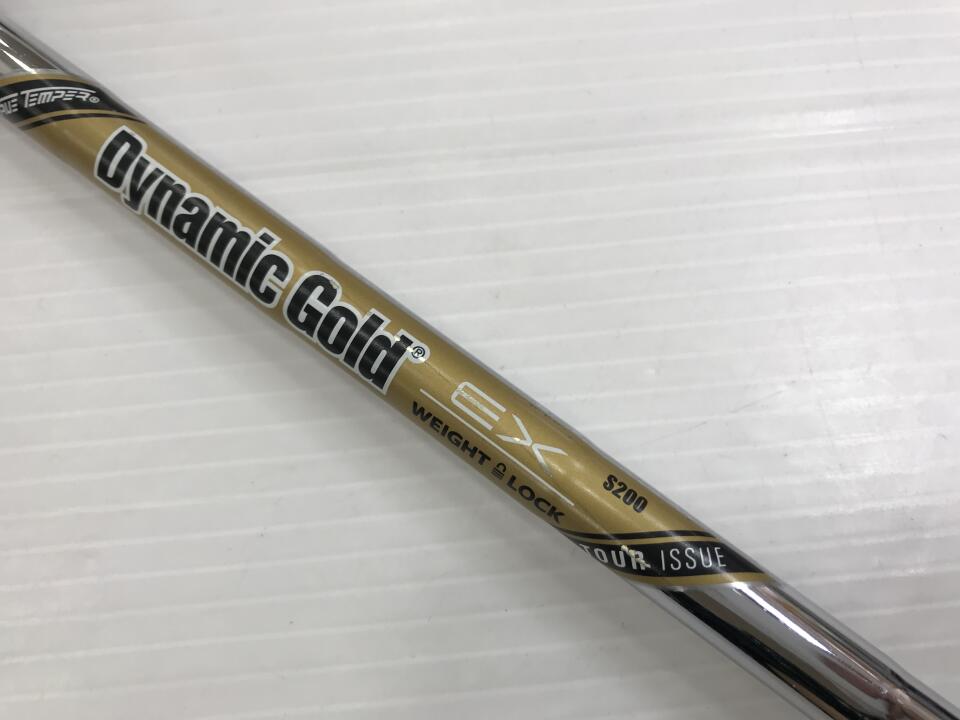 TRUE TEMPER®
Dynamic Gold®
EX
WEIGHT LOCK
S200
TOUR ISSUE